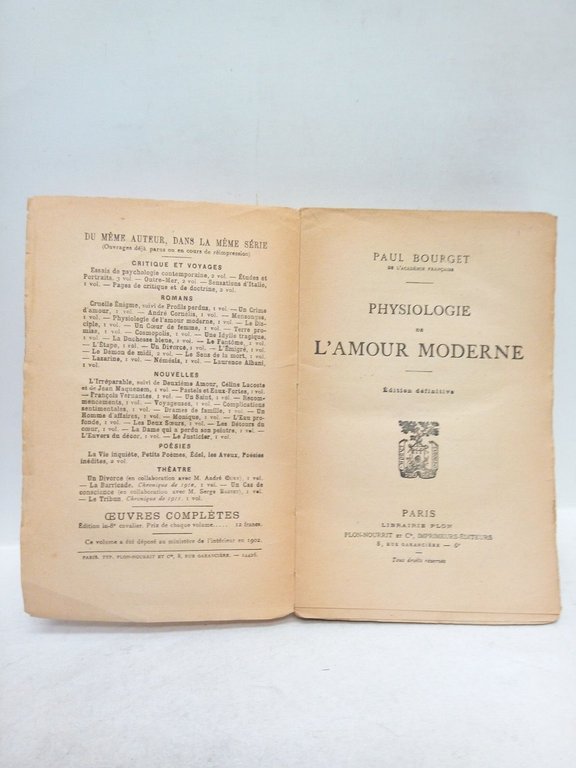 DU MÊME AUTEUR, DANS LA MÊME SÉRIE
(Ouvrages déjà parus ou en cours de réimpression)
CRITIQUE ET VOYAGES
Essais de psychologie contemporaine, 2 vol. — Études et
Portraits, 3 vol. — Outre-Mer, 2 vol. — Sensations d'Italie,
1 vol. — Pages de critique et de doctrine, 2 vol.
ROMANS
Cruelle Énigme, suivi de Profils perdus, 1 vol. — Un Crime
d'amour, 1 vol. — André Cornélis, 1 vol. — Mensonges,
1 vol. — Physiologie de l'amour moderne, 1 vol. — Le Dis-
ciple, 1 vol. — Un Cœur de femme, 1 vol. — Terre pro-
mise, 1 vol. — Cosmopolis, 1 vol. — Une Idylle tragique,
1 vol. — La Duchesse bleue, 1 vol. — Le Fantôme, 1 vol.
— L'Étape, 1 vol. — Un Divorce, 1 vol. — L'Émigré, 1 vol.
— Le Démon de midi, 2 vol. — Le Sens de la mort, 1 vol.
— Lazarine, 1 vol. — Némésis, 1 vol. — Laurence Albani,
1 vol.
NOUVELLES
L'Irréparable, suivi de Deuxième Amour, Céline Lacoste
et de Jean Maquenem, 1 vol. — Pastels et Eaux-Fortes, 1 vol.
— François Vernantes, 1 vol. — Un Saint, 1 vol. — Recom-
mencements, 1 vol. — Voyageuses, 1 vol. — Complications
sentimentales, 1 vol. — Drames de famille, 1 vol. — Un
Homme d'affaires, 1 vol. — Monique, 1 vol. — L'Eau pro-
fonde, 1 vol. — Les Deux Sœurs, 1 vol. — Les Détours du
cœur, 1 vol. — La Dame qui a perdu son peintre, 1 vol. —
L'Envers du décor, 1 vol. — Le Justicier, 1 vol.
POÉSIES
La Vie inquiète, Petits Poèmes, Édel, les Aveux, Poésies
inédites, 2 vol.
THÉATRE
Un Divorce (en collaboration avec M. André CURY), 1 vol.
— La Barricade. Chronique de 1910, 1 vol. — Un Cas de
conscience (en collaboration avec M. Serge BASSET), 1 vol.
— Le Tribun. Chronique de 1911, 1 vol.
ŒUVRES COMPLÈTES
Édition in-8° cavalier. Prix de chaque volume.... 12 francs.
Ce volume a été déposé au ministère de l'intérieur en 1902.
PARIS. TYP. PLON-NOURRIT ET Cie, 8, RUE GARANCIÈRE. —
PAUL BOURGET
DE L'ACADÉMIE FRANÇAISE
PHYSIOLOGIE
DE
L'AMOUR MODERNE
Édition définitive
PARIS
LIBRAIRIE PLON
PLON-NOURRIT ET Cie, IMPRIMEURS-ÉDITEURS
8, RUE GARANCIÈRE — 6e
Tous droits réservés